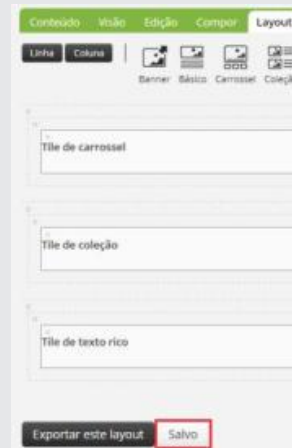 Conteúdo Visão Edição Compor Layout
Linha Coluna
Banner Básico Carrossel Coleçã
Tile de carrossel
Tile de coleção
Tile de texto rico
Exportar este layout Salvo